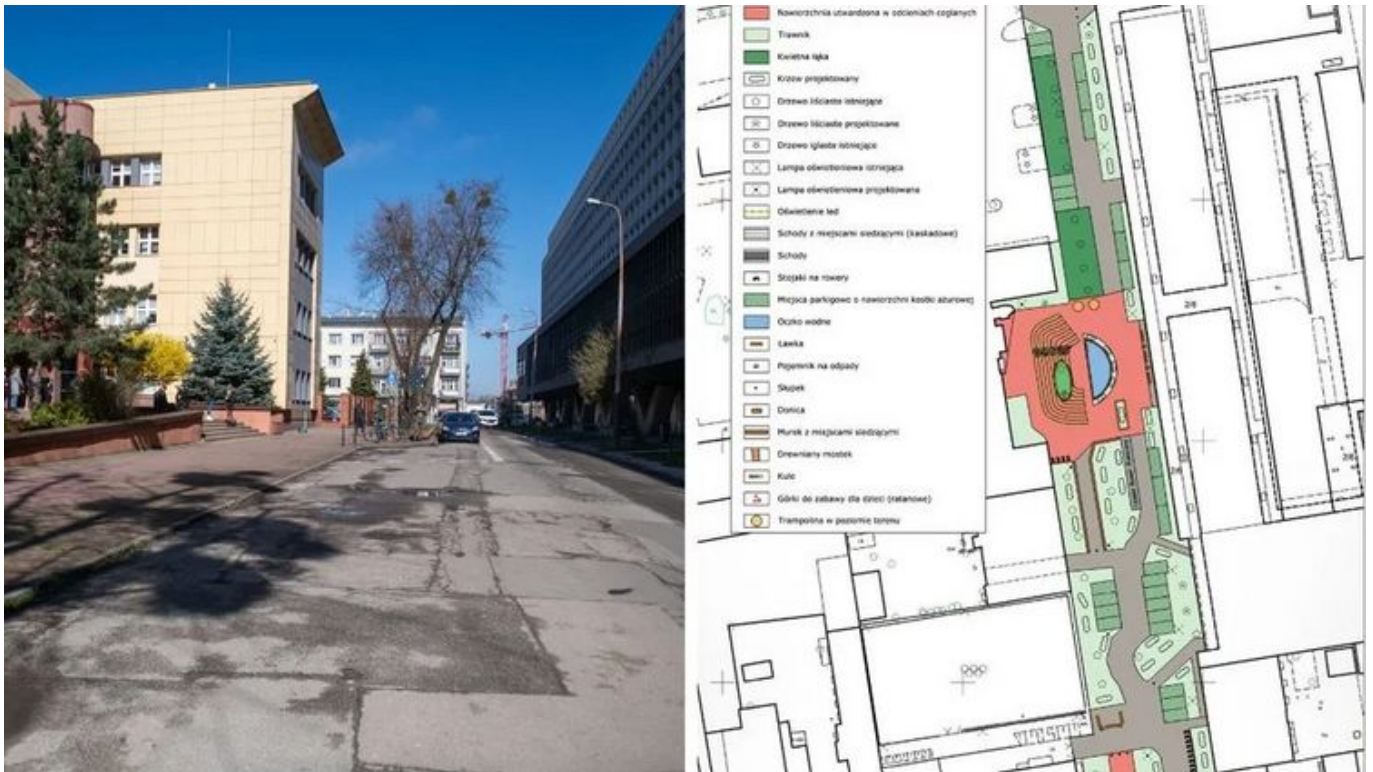 Nawierzchnia utwardzona w odcieniach ceglanych
Trawnik
Kwietna łąka
Krzew projektowany
Drzewo liściaste istniejące
Drzewo liściaste projektowane
Drzewo iglaste istniejące
Lampa oświetleniowa istniejąca
Lampa oświetleniowa projektowana
Oświetlenie led
Schody z miejscami siedzącymi (kaskadowe)
Schody
Stojaki na rowery
Miejsca parkigowe o nawierzchni kostki ażurowej
Oczko wodne
Ławka
Pojemnik na odpady
Słupek
Donica
Murek z miejscami siedzącymi
Drewniany mostek
Kule
Górki do zabawy dla dzieci (ratanowe)
Trampolina w poziomie terenu